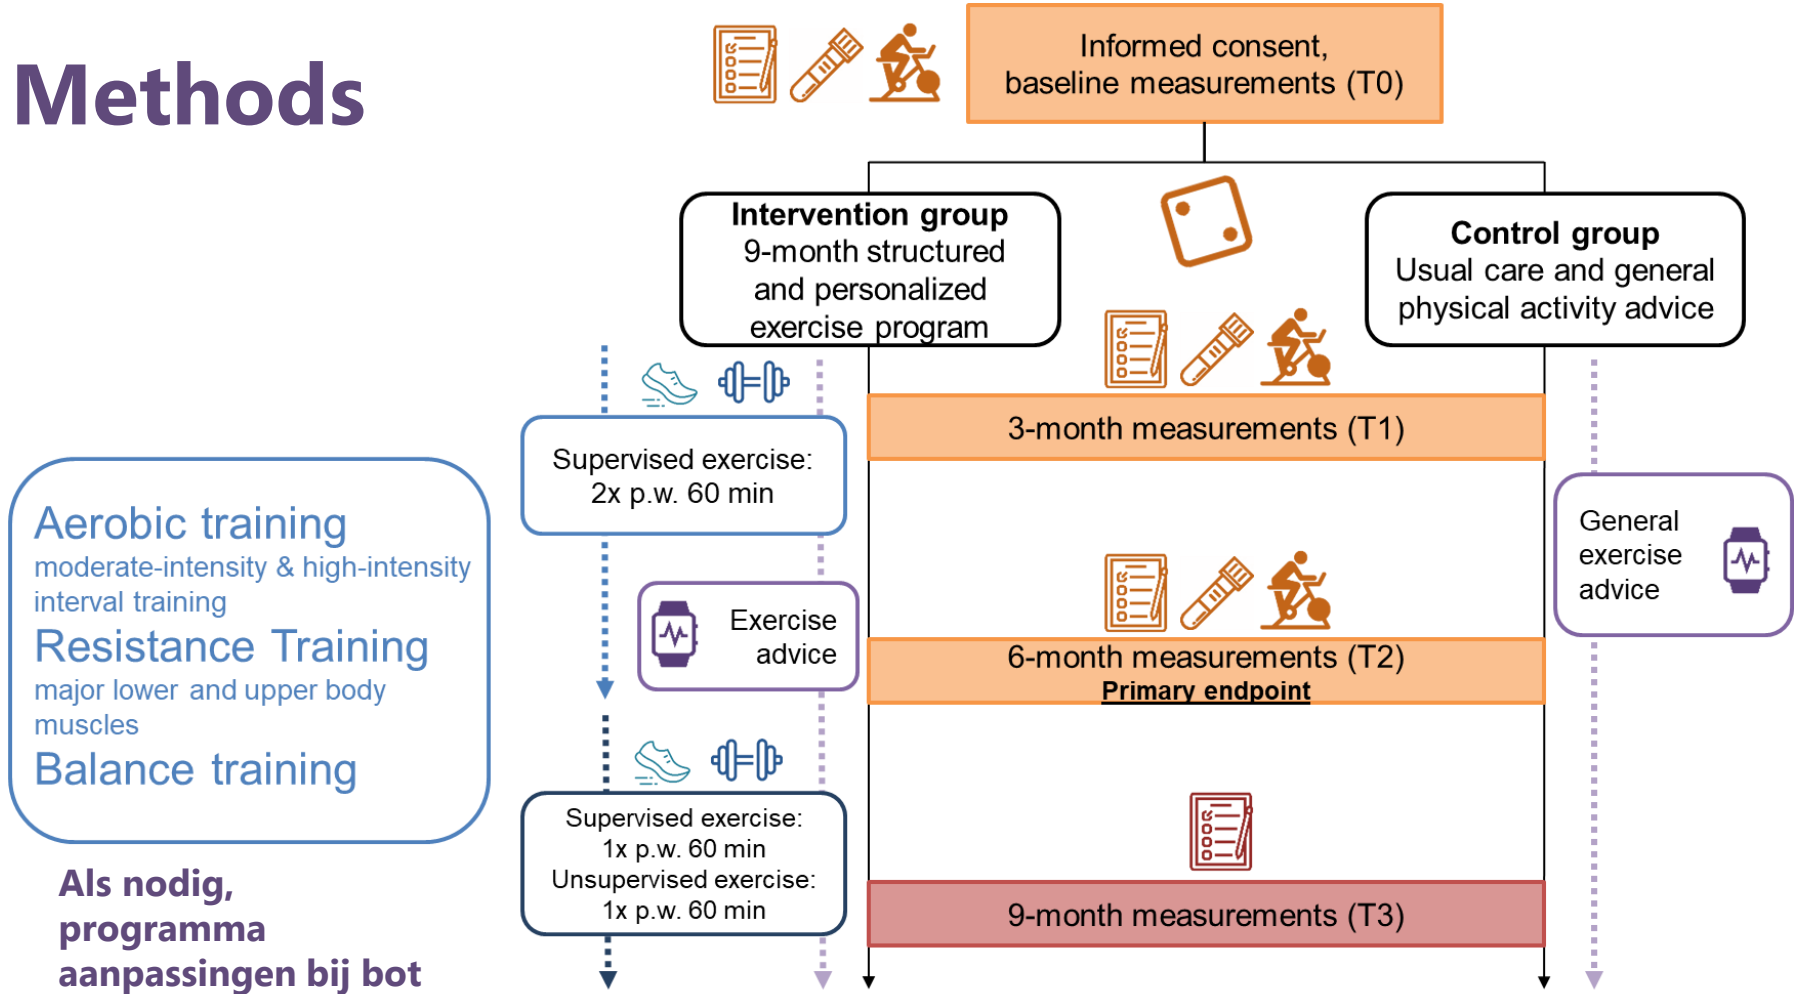 Methods
Informed consent,
baseline measurements (T0)
Intervention group
9-month structured
and personalized
exercise program
Control group
Usual care and general
physical activity advice
3-month measurements (T1)
Supervised exercise:
2x p.w. 60 min
Aerobic training
moderate-intensity & high-intensity
interval training
Resistance Training
major lower and upper body
muscles
Balance training
General
exercise
advice
Exercise
advice
6-month measurements (T2)
Primary endpoint
Supervised exercise:
1x p.w. 60 min
Unsupervised exercise:
1x p.w. 60 min
9-month measurements (T3)
Als nodig,
programma
aanpassingen bij bot